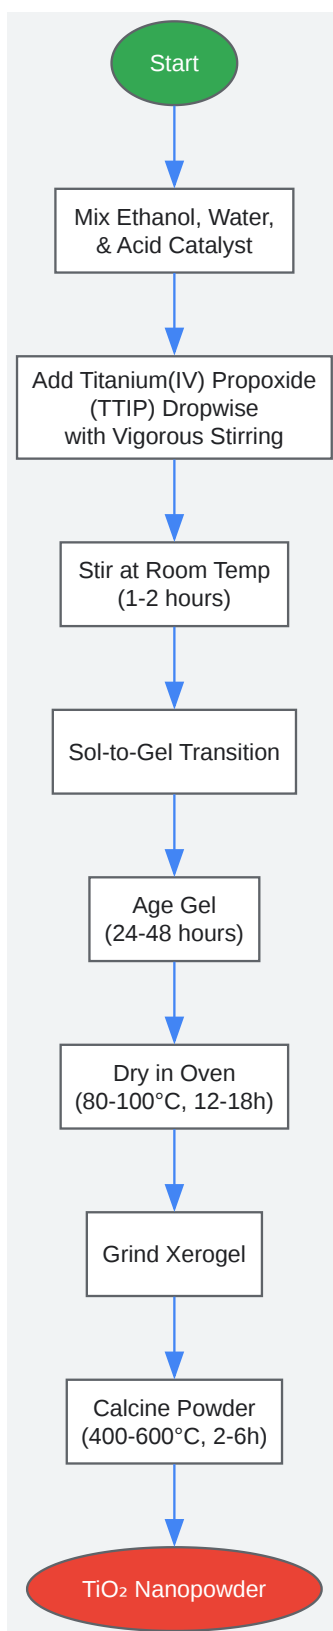 Start
Mix Ethanol, Water,
& Acid Catalyst
Add Titanium(IV) Propoxide
(TTIP) Dropwise
with Vigorous Stirring
Stir at Room Temp
(1-2 hours)
Sol-to-Gel Transition
Age Gel
(24-48 hours)
Dry in Oven
(80-100°C, 12-18h)
Grind Xerogel
Calcine Powder
(400-600°C, 2-6h)
TiO₂ Nanopowder